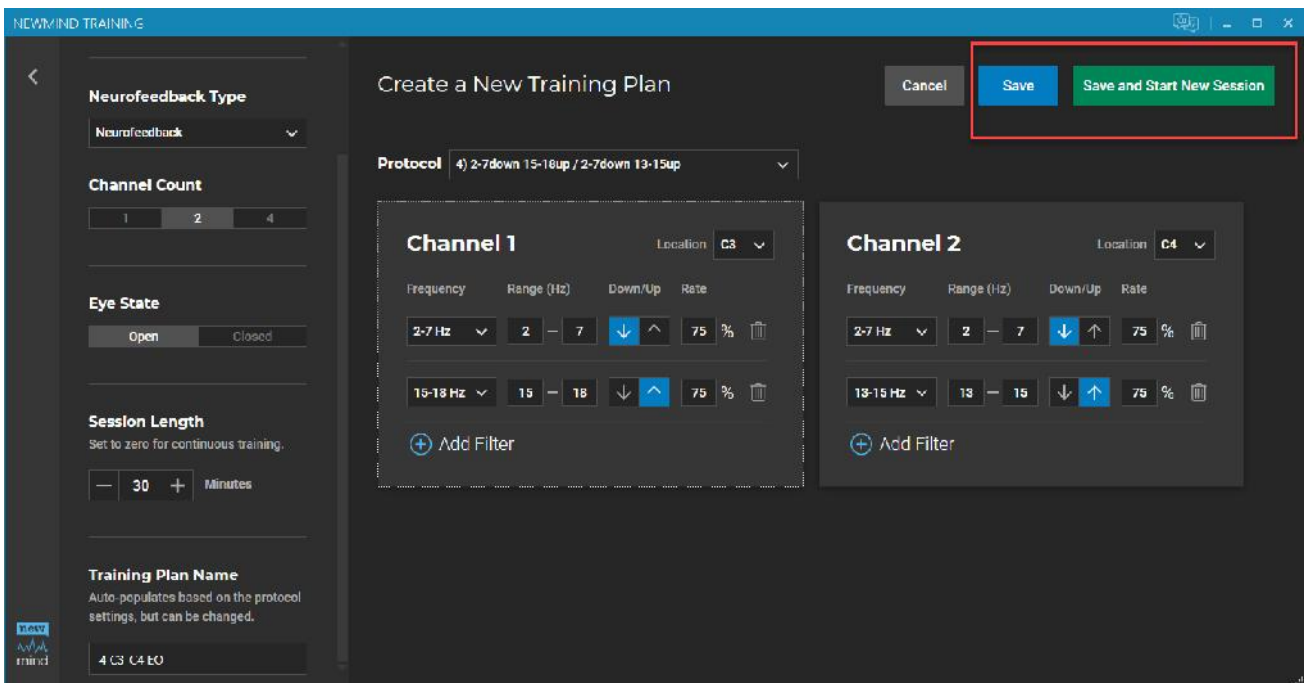 NEWMIND TRAINING
Neurofeedback Type
Neurofeedback
Channel Count
1 2 4
Eye State
Open Closed
Session Length
Set to zero for continuous training.
30 Minutes
Training Plan Name
Auto-populates based on the protocol
settings, but can be changed.
4 C3 C4 EO
new
mind
Create a New Training Plan
Cancel Save Save and Start New Session
Protocol 4) 2-7down 15-18up / 2-7down 13-15up
Channel 1 Location C3
Frequency Range (Hz) Down/Up Rate
2-7 Hz 2 – 7 75 %
15-18 Hz 15 – 18 75 %
Add Filter
Channel 2 Location C4
Frequency Range (Hz) Down/Up Rate
2-7 Hz 2 – 7 75 %
13-15 Hz 13 – 15 75 %
Add Filter